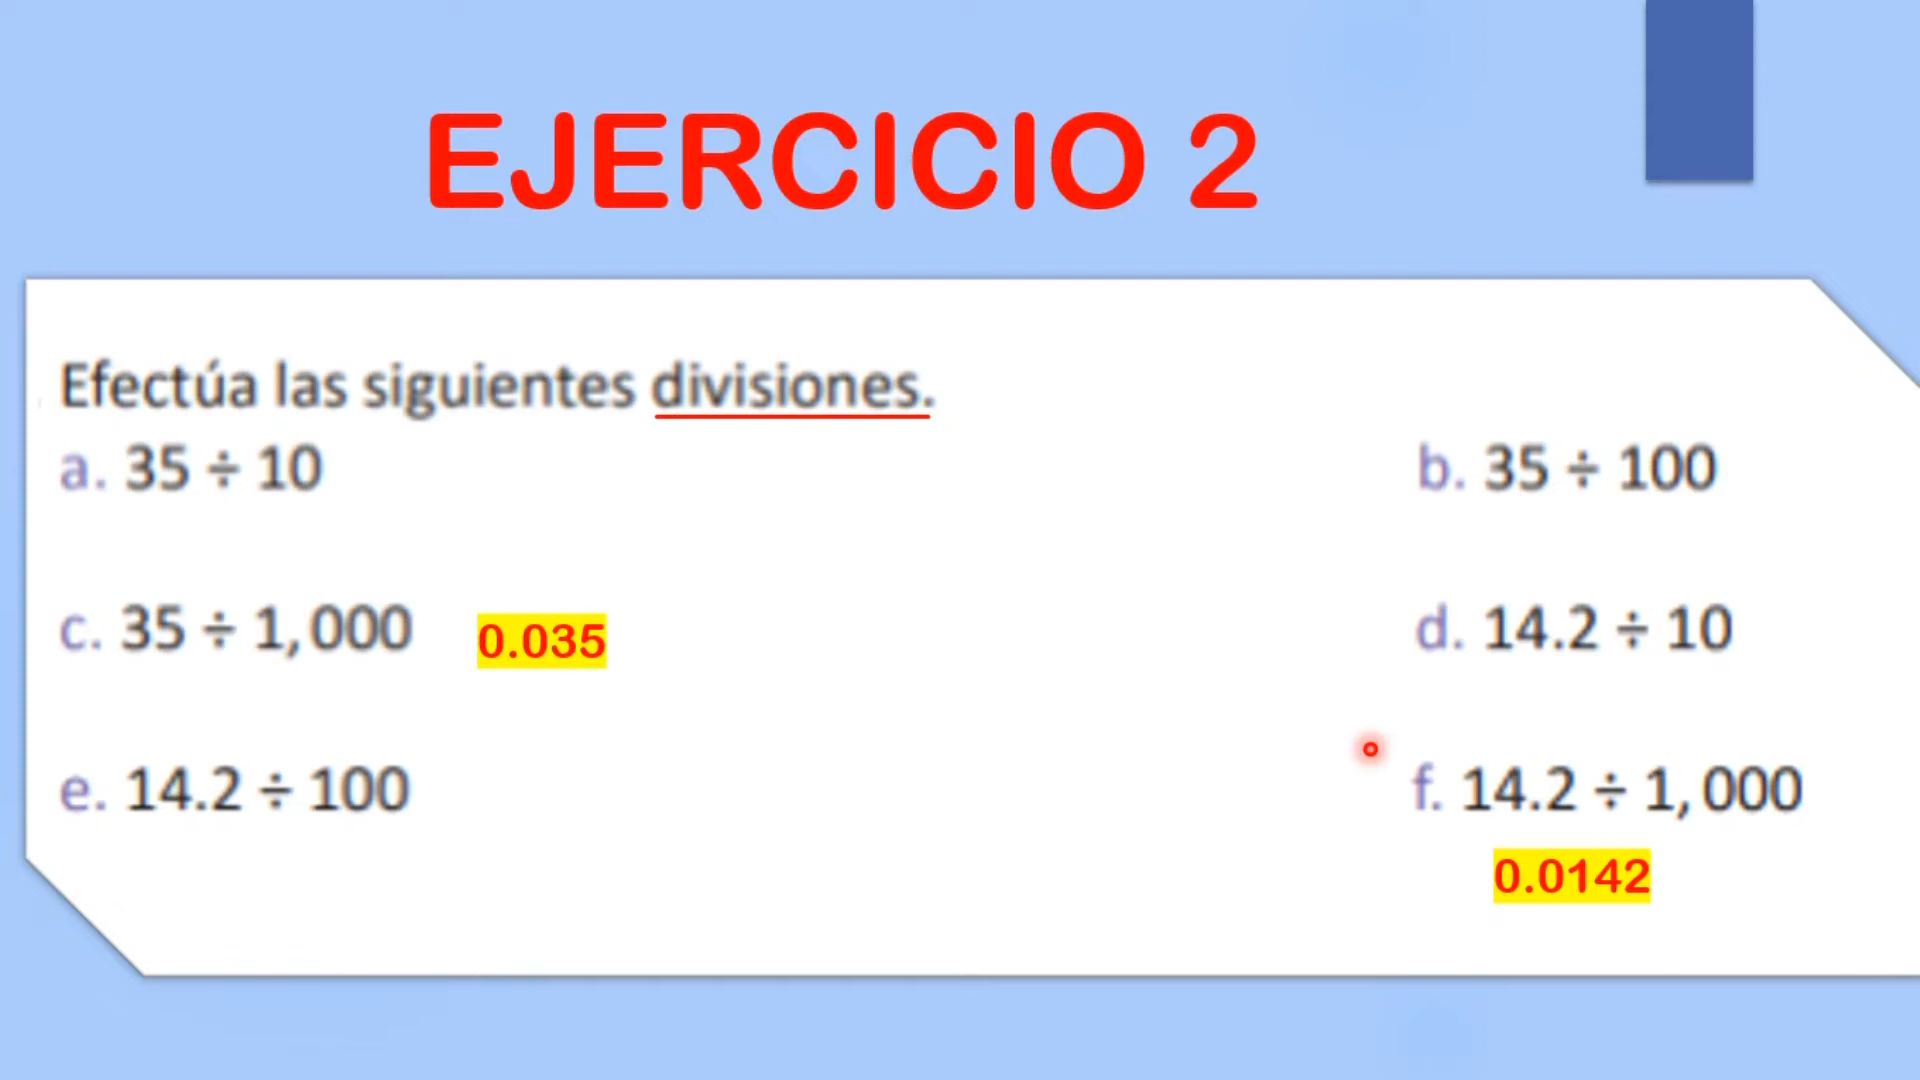 EJERCICIO 2
Efectúa las siguientes divisiones.
a. 35 ÷ 10
b. 35 ÷ 100
c. 35 ÷ 1,000 0.035
d. 14.2 ÷ 10
e. 14.2 ÷ 100
f. 14.2 ÷ 1,000
0.0142